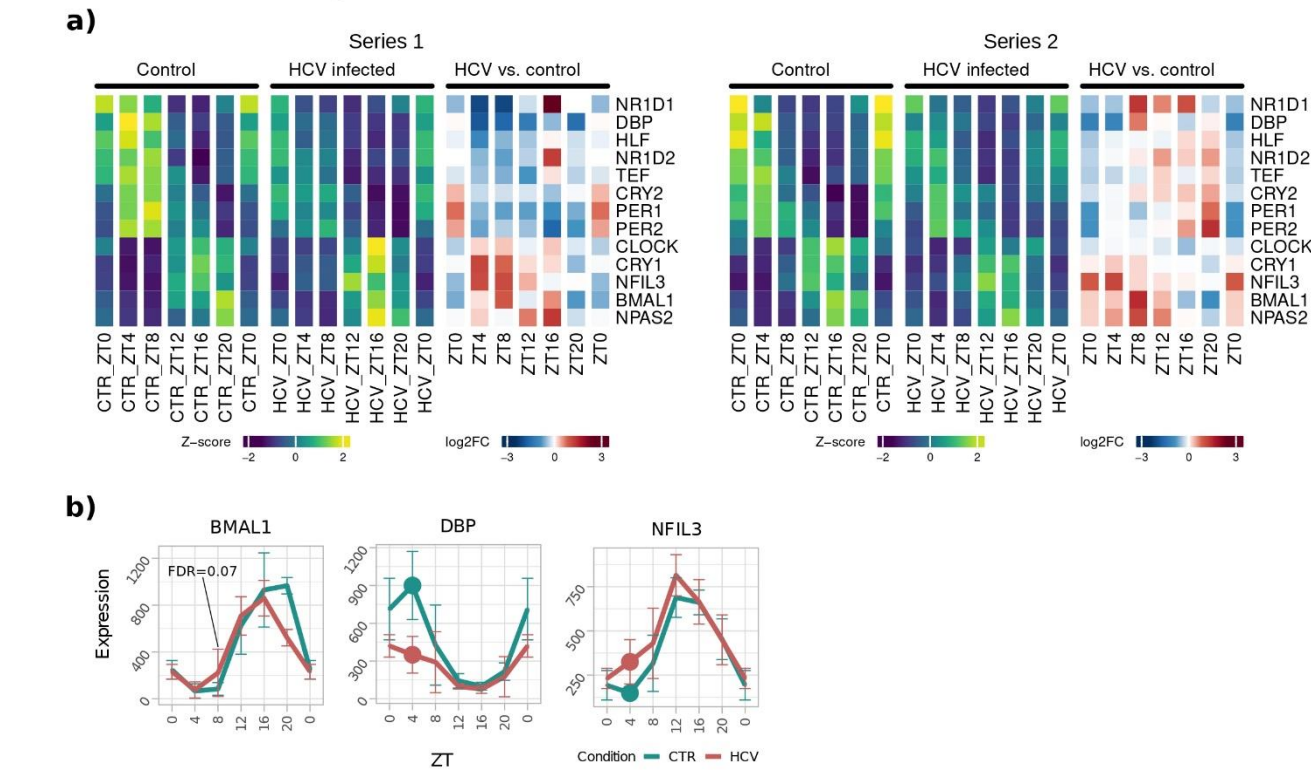 a)
Series 1
Series 2
Control HCV infected HCV vs. control
Control HCV infected HCV vs. control
NR1D1
DBP
HLF
NR1D2
TEF
CRY2
PER1
PER2
CLOCK
CRY1
NFIL3
BMAL1
NPAS2
NR1D1
DBP
HLF
NR1D2
TEF
CRY2
PER1
PER2
CLOCK
CRY1
NFIL3
BMAL1
NPAS2
CTR_ZT0
CTR_ZT4
CTR_ZT8
CTR_ZT12
CTR_ZT16
CTR_ZT20
CTR_ZT0
HCV_ZT0
HCV_ZT4
HCV_ZT8
HCV_ZT12
HCV_ZT16
HCV_ZT20
HCV_ZT0
ZT0
ZT4
ZT8
ZT12
ZT16
ZT20
ZT0
CTR_ZT0
CTR_ZT4
CTR_ZT8
CTR_ZT12
CTR_ZT16
CTR_ZT20
CTR_ZT0
HCV_ZT0
HCV_ZT4
HCV_ZT8
HCV_ZT12
HCV_ZT16
HCV_ZT20
HCV_ZT0
ZT0
ZT4
ZT8
ZT12
ZT16
ZT20
ZT0
Z-score
−2 0 2
log2FC
−3 0 3
Z-score
−2 0 2
log2FC
−3 0 3
b)
BMAL1
DBP
NFIL3
Expression
1200
800
400
0
FDR=0.07
0 4 8 12 16 20 0
1200
900
600
300
0
0 4 8 12 16 20 0
750
500
250
0 4 8 12 16 20 0
ZT
Condition CTR HCV